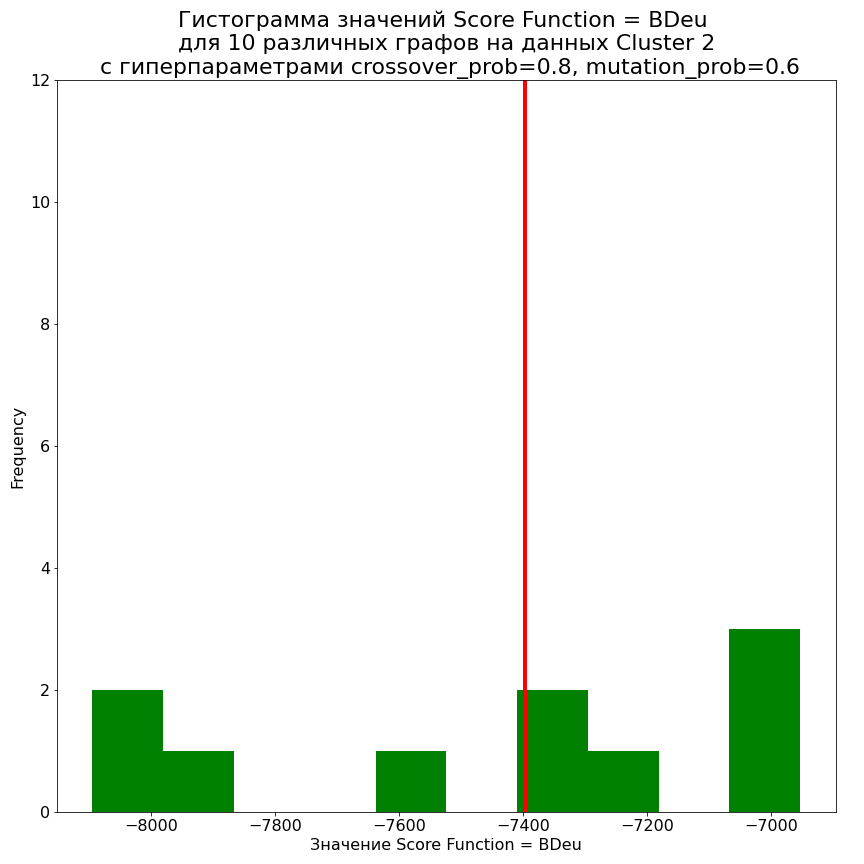 Гистограмма значений Score Function = BDeu
для 10 различных графов на данных Cluster 2
с гиперпараметрами crossover_prob=0.8, mutation_prob=0.6
12
10
8
6
4
2
0
Frequency
−8000 −7800 −7600 −7400 −7200 −7000
Значение Score Function = BDeu